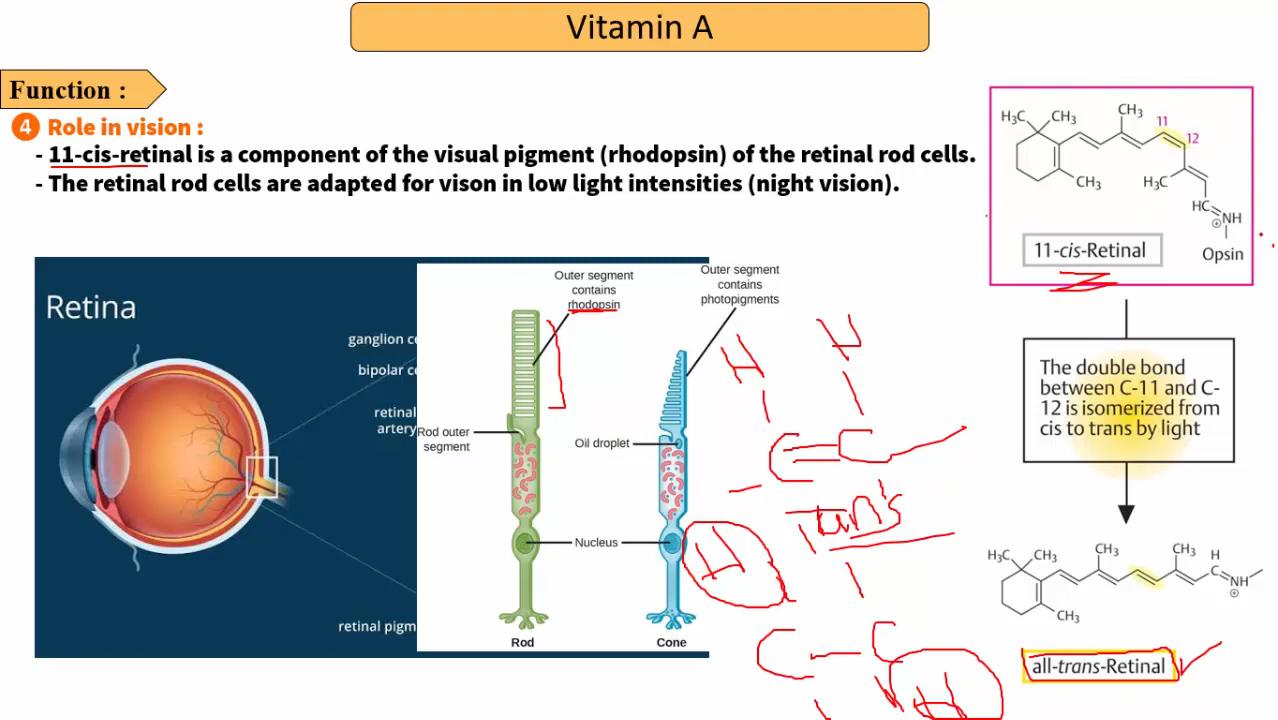 Vitamin A
Function :
4 Role in vision :
- 11-cis-retinal is a component of the visual pigment (rhodopsin) of the retinal rod cells.
- The retinal rod cells are adapted for vison in low light intensities (night vision).
Retina
ganglion ce
bipolar ce
retinal
artery
retinal pigm
Outer segment
contains
rhodopsin
Outer segment
contains
photopigments
Rod outer
segment
Oil droplet
Nucleus
Rod
Cone
H H
C C
trans
H
C C
H
H₃C CH₃
CH₃
11
12
CH₃
H₃C
HC
NH
+
Opsin
11-cis-Retinal
The double bond
between C-11 and C-
12 is isomerized from
cis to trans by light
H₃C CH₃
CH₃
CH₃
H
C
NH
+
CH₃
all-trans-Retinal